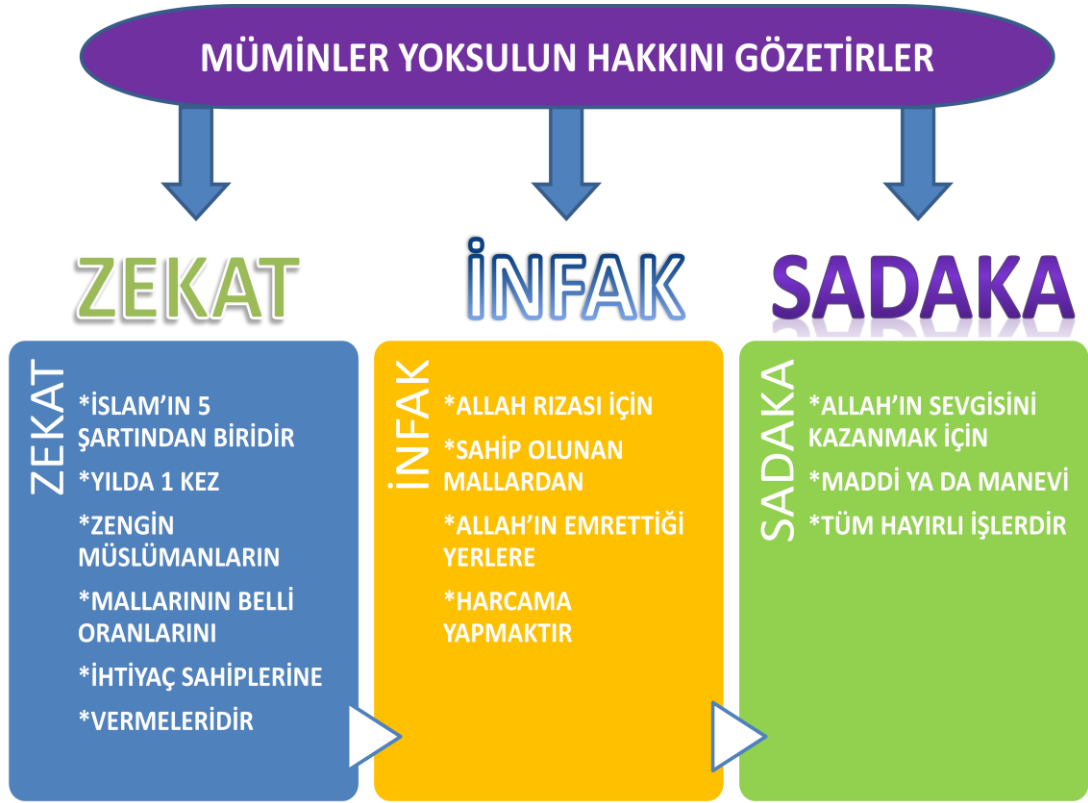 MÜMİNLER YOKSULUN HAKKINI GÖZETİRLER
ZEKAT
İNFAK
SADAKA
ZEKAT
*İSLAM'IN 5
ŞARTINDAN BİRİDİR
*YILDA 1 KEZ
*ZENGİN
MÜSLÜMANLARIN
*MALLARININ BELLİ
ORANLARINI
*İHTİYAÇ SAHİPLERİNE
*VERMELERİDİR
İNFAK
*ALLAH RIZASI İÇİN
*SAHİP OLUNAN
MALLARDAN
*ALLAH'IN EMRETTİĞİ
YERLERE
*HARCAMA
YAPMAKTIR
SADAKA
*ALLAH'IN SEVGİSİNİ
KAZANMAK İÇİN
*MADDİ YA DA MANEVİ
*TÜM HAYIRLI İŞLERDİR